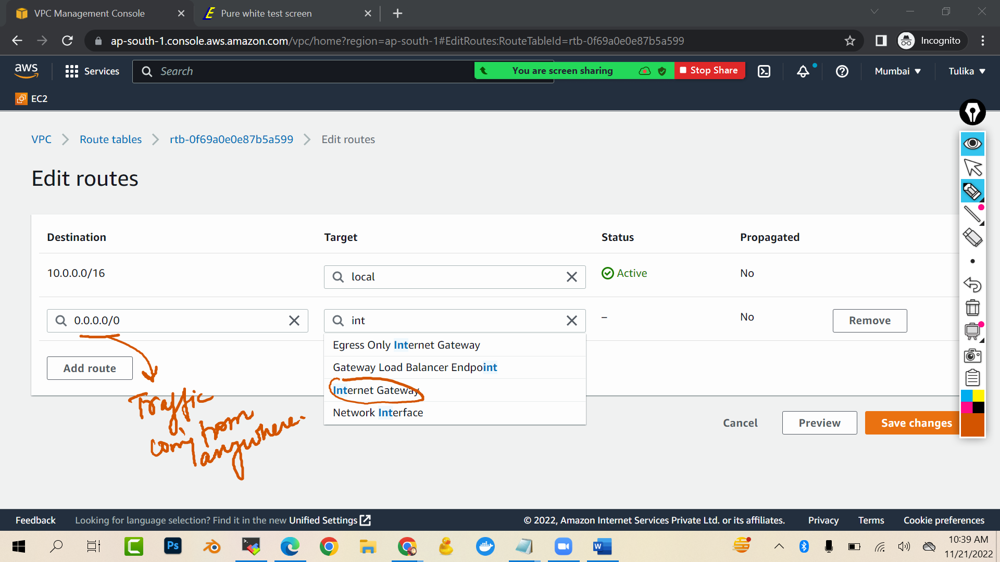 VPC Management Console
Pure white test screen
ap-south-1.console.aws.amazon.com/vpc/home?region=ap-south-1#EditRoutes:RouteTableId=rtb-0f69a0e0e87b5a599
Incognito
aws
Services
Search
You are screen sharing
Stop Share
Mumbai
Tulika
EC2
VPC
Route tables
rtb-0f69a0e0e87b5a599
Edit routes
Edit routes
Destination Target Status Propagated
10.0.0.0/16 local Active No
0.0.0.0/0 int – No Remove
Egress Only Internet Gateway
Gateway Load Balancer Endpoint
Internet Gateway
Network Interface
Add route
Traffic
from
anywhere.
Cancel Preview Save changes
Feedback Looking for language selection? Find it in the new Unified Settings © 2022, Amazon Internet Services Private Ltd. or its affiliates. Privacy Terms Cookie preferences
Ps
W
10:39 AM
11/21/2022